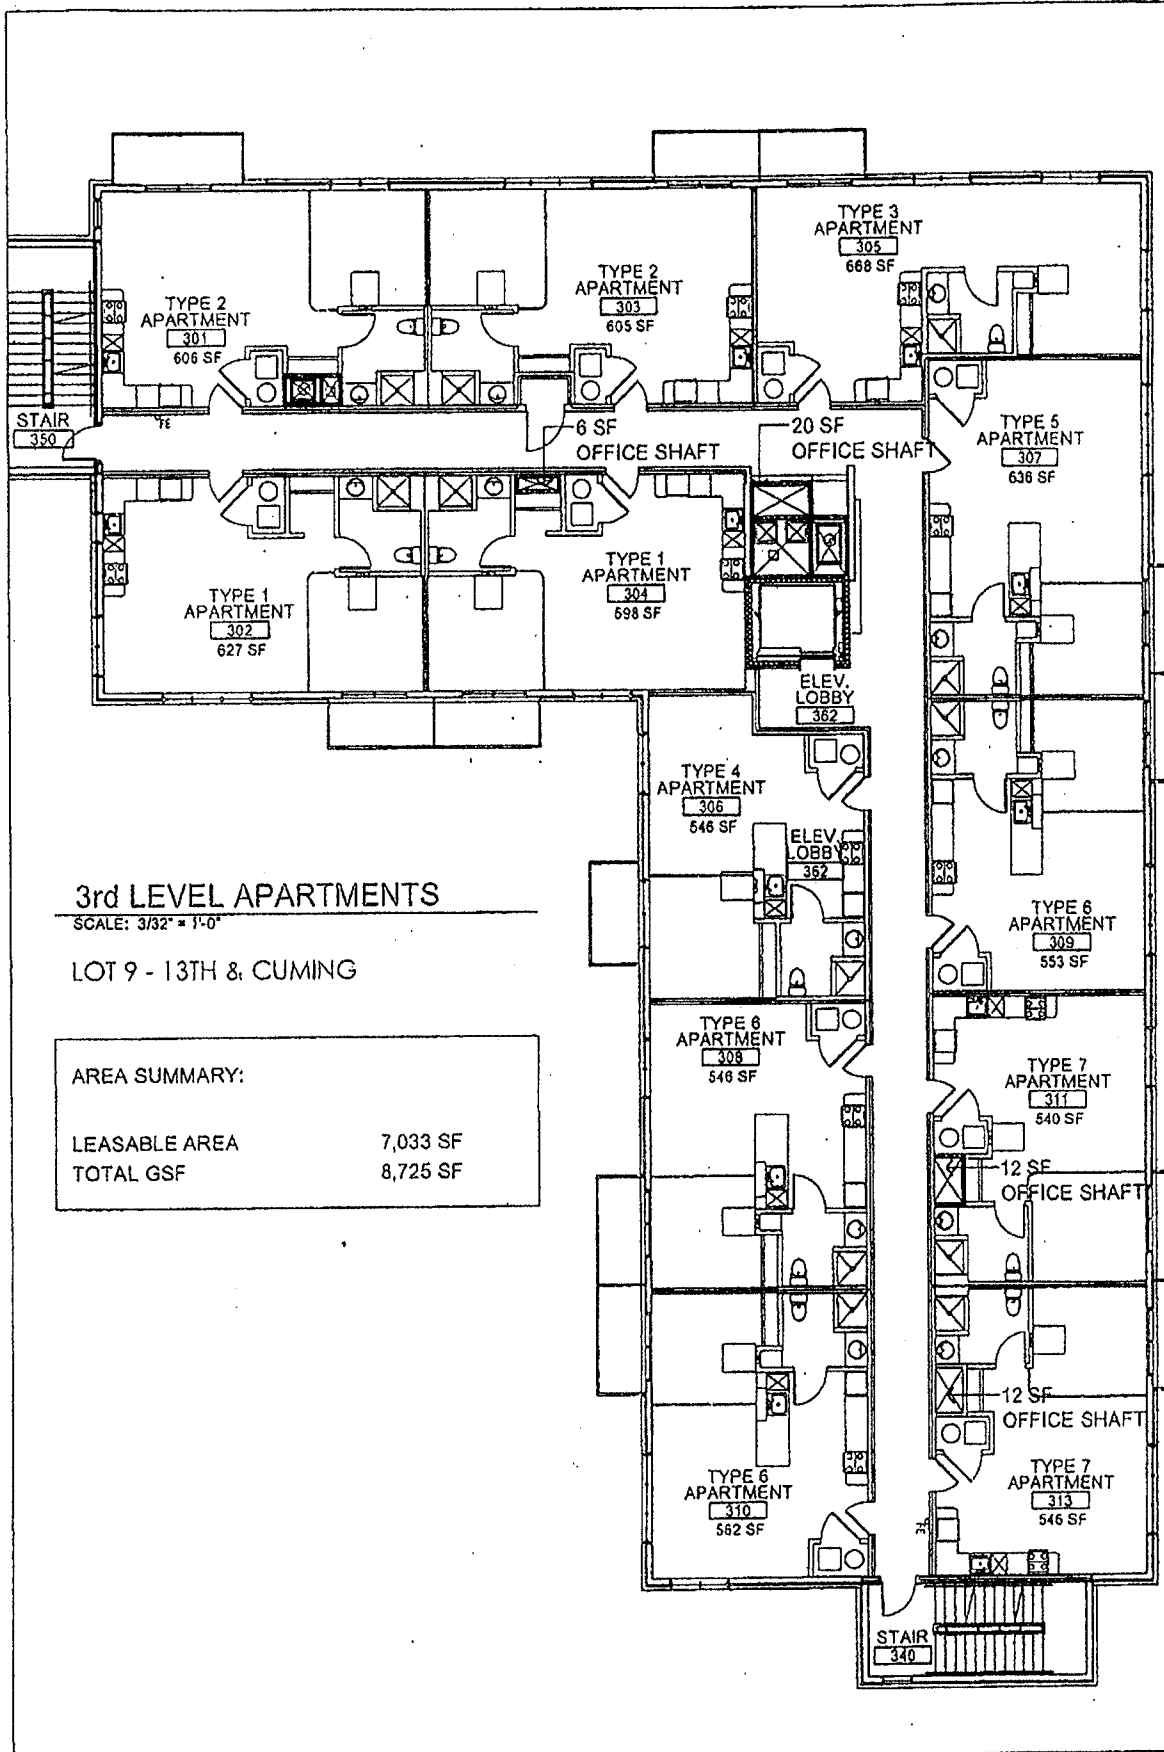 TYPE 3
APARTMENT
305
668 SF
TYPE 2
APARTMENT
303
605 SF
TYPE 2
APARTMENT
301
606 SF
STAIR
350
FE
6 SF
OFFICE SHAFT
20 SF
OFFICE SHAFT
TYPE 5
APARTMENT
307
636 SF
TYPE 1
APARTMENT
302
627 SF
TYPE 1
APARTMENT
304
598 SF
ELEV.
LOBBY
362
TYPE 4
APARTMENT
306
546 SF
ELEV.
LOBBY
362
3rd LEVEL APARTMENTS
SCALE: 3/32" = 1'-0"
LOT 9 - 13TH & CUMING
TYPE 6
APARTMENT
309
553 SF
TYPE 6
APARTMENT
308
546 SF
AREA SUMMARY:
LEASABLE AREA 7,033 SF
TOTAL GSF 8,725 SF
TYPE 7
APARTMENT
311
540 SF
12 SF
OFFICE SHAFT
12 SF
OFFICE SHAFT
TYPE 6
APARTMENT
310
562 SF
TYPE 7
APARTMENT
313
546 SF
FE
STAIR
340